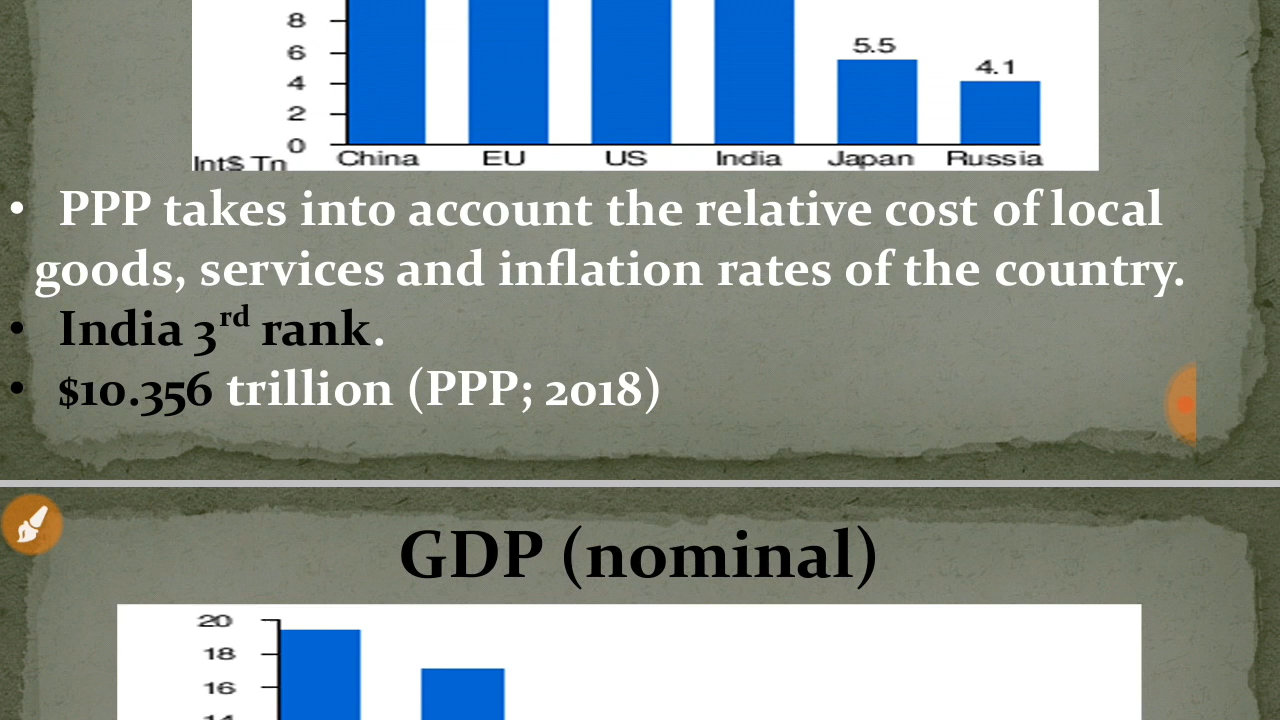 8
6
4
2
0
5.5
4.1
Int$ Tn
China EU US India Japan Russia
• PPP takes into account the relative cost of local
goods, services and inflation rates of the country.
• India 3rd rank.
• $10.356 trillion (PPP; 2018)
GDP (nominal)
20
18
16
14